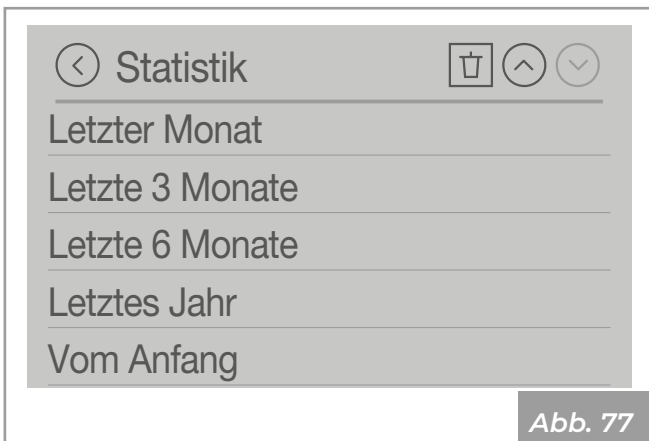 Statistik
Letzter Monat
Letzte 3 Monate
Letzte 6 Monate
Letztes Jahr
Vom Anfang
Abb. 77